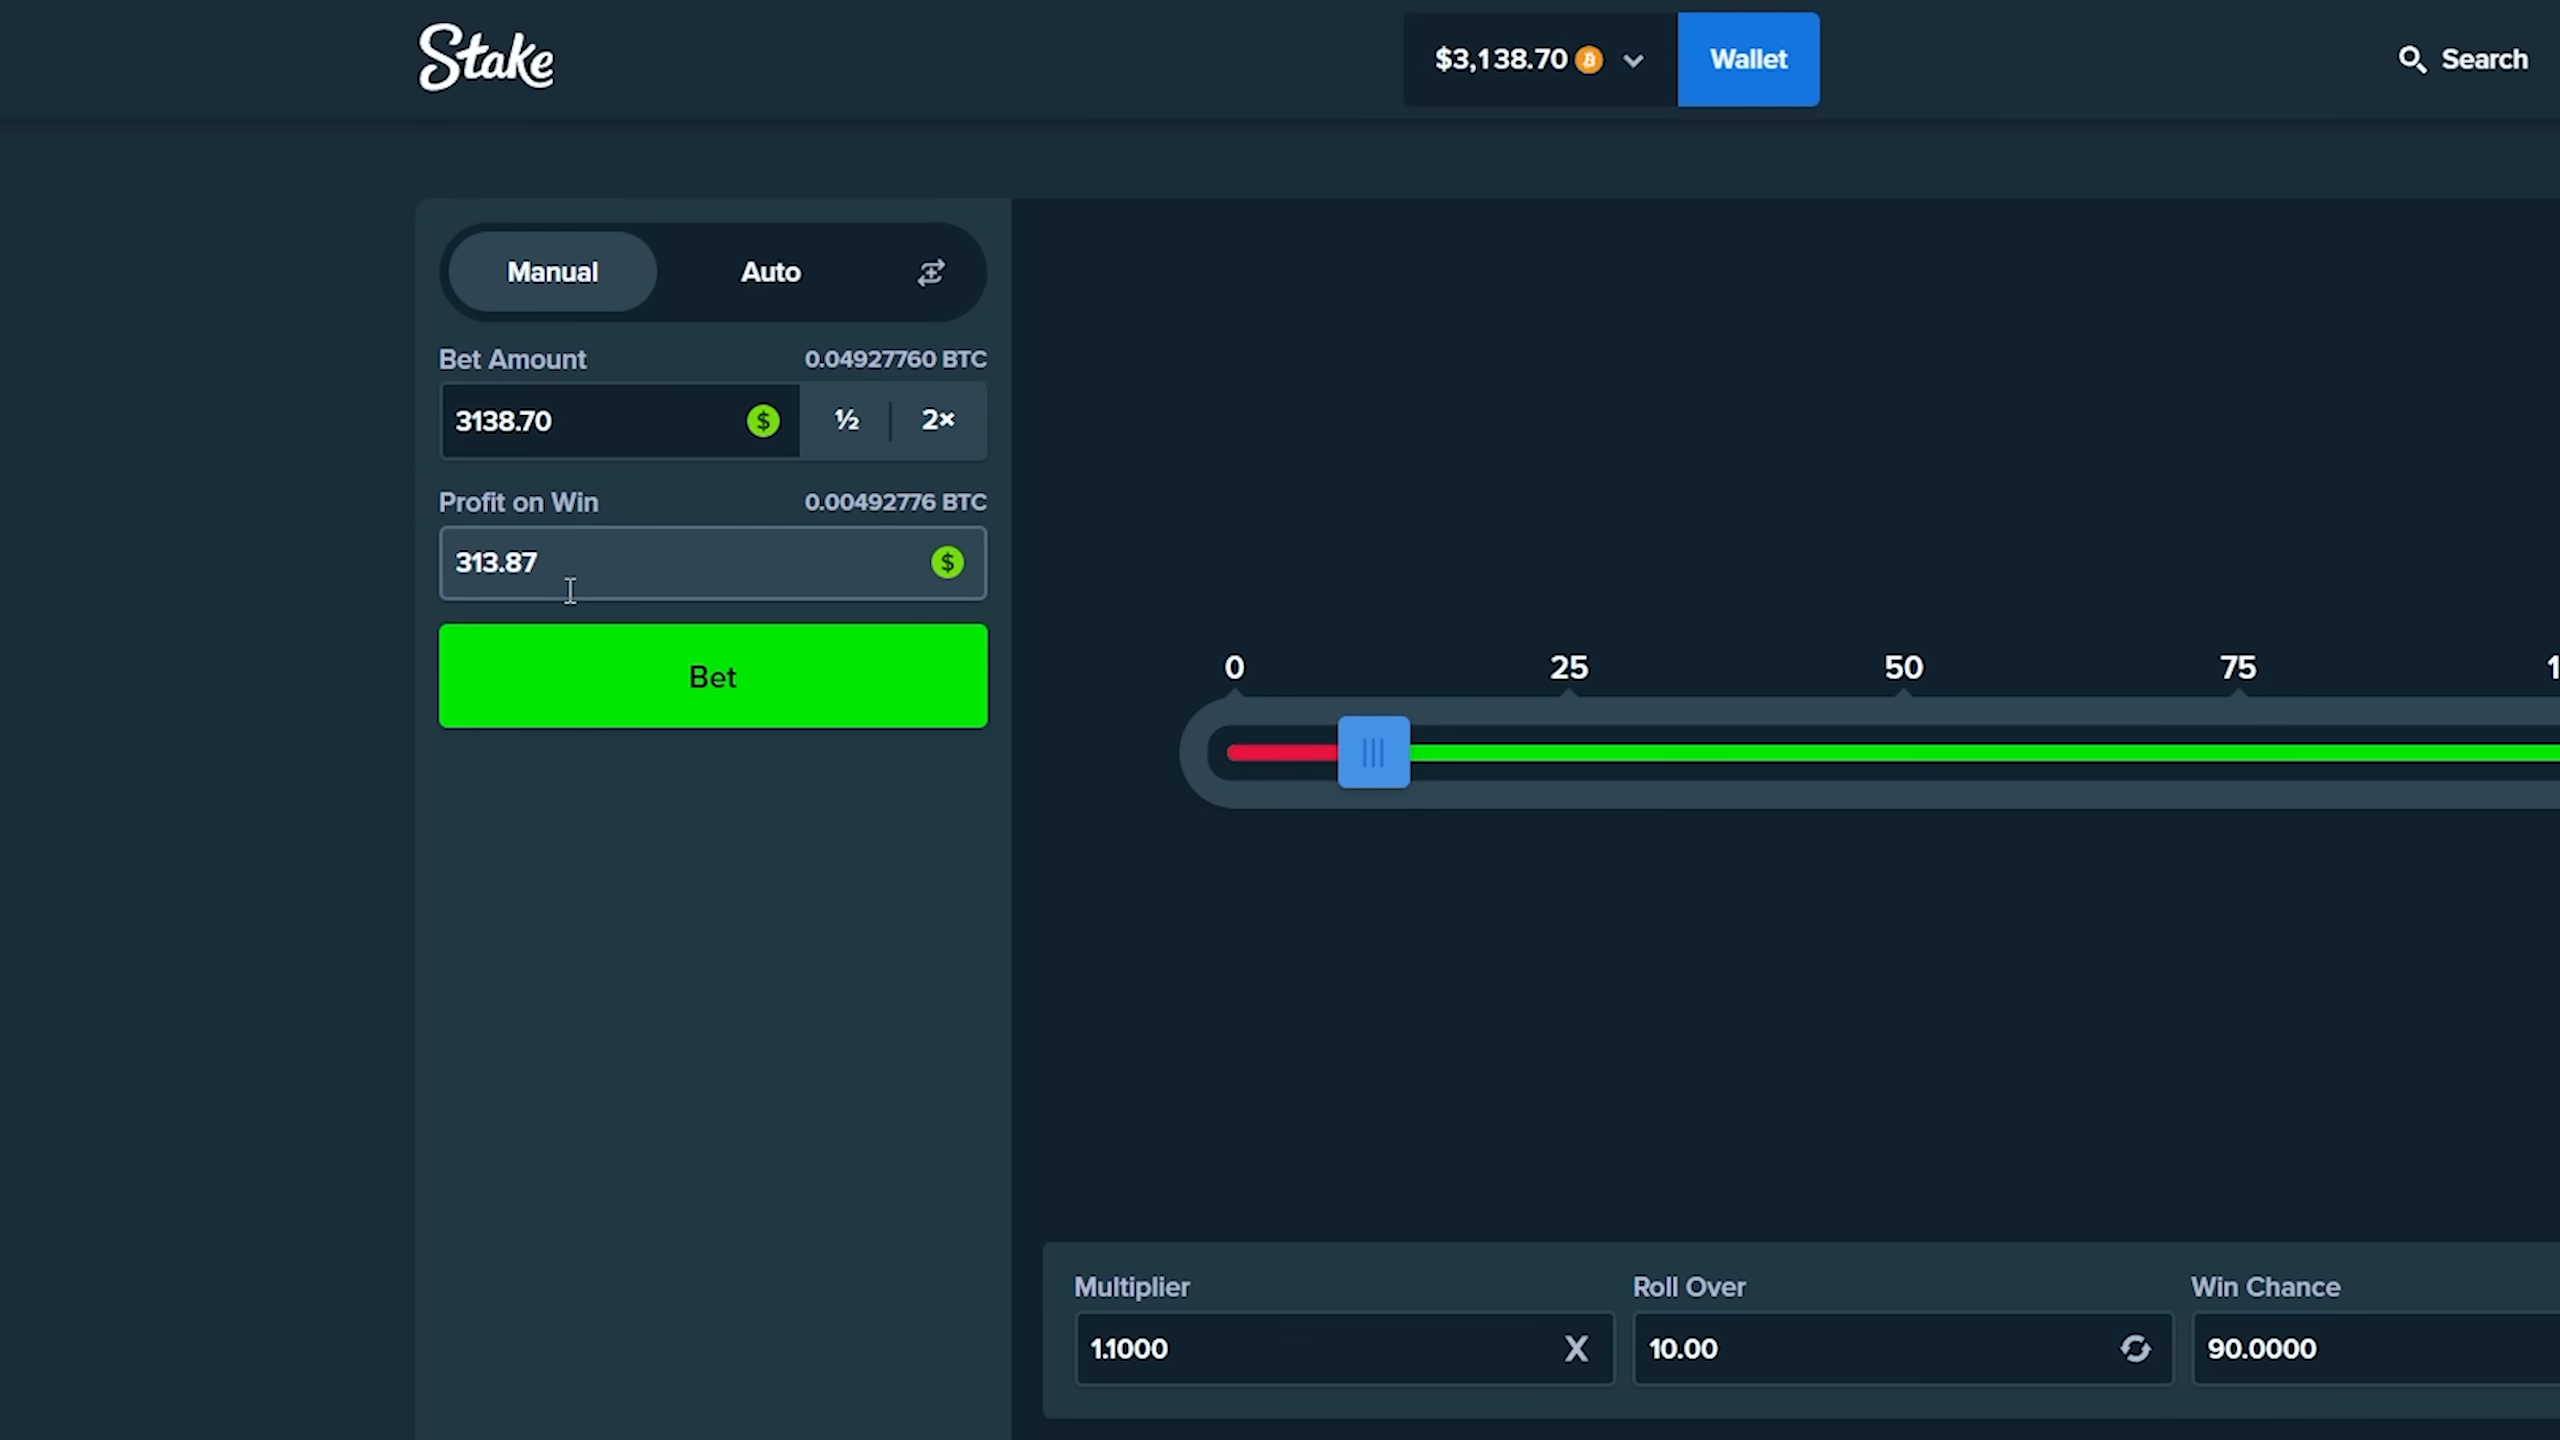 Stake
$3,138.70
Wallet
Search
Manual
Auto
Bet Amount
0.04927760 BTC
3138.70
$
½
2×
Profit on Win
0.00492776 BTC
313.87
$
Bet
0
25
50
75
Multiplier
1.1000
Roll Over
10.00
Win Chance
90.0000